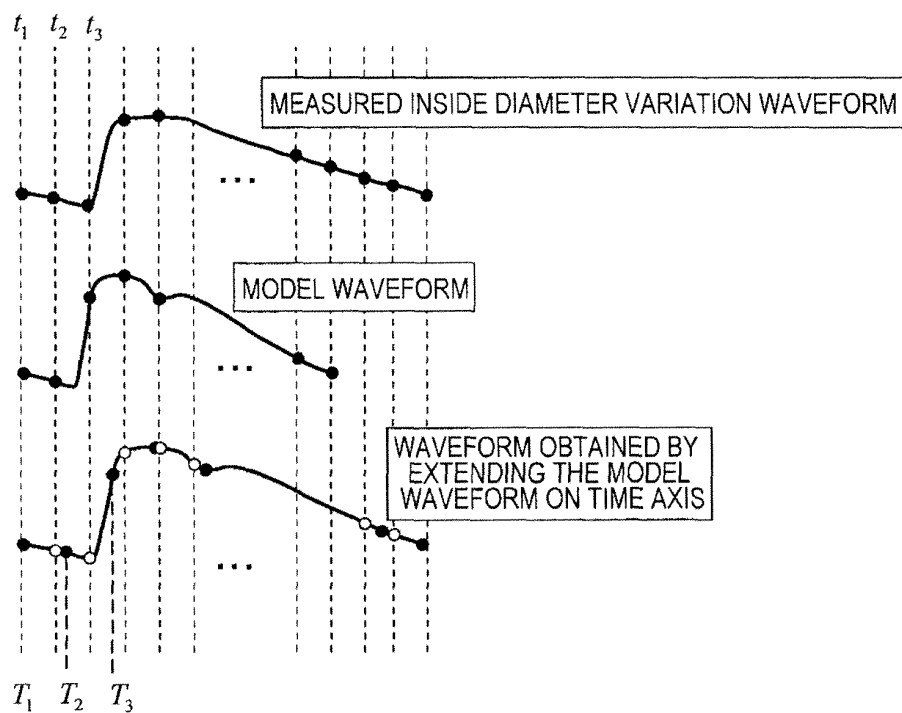 t1 t2 t3
MEASURED INSIDE DIAMETER VARIATION WAVEFORM
...
MODEL WAVEFORM
...
WAVEFORM OBTAINED BY
EXTENDING THE MODEL
WAVEFORM ON TIME AXIS
...
T1 T2 T3